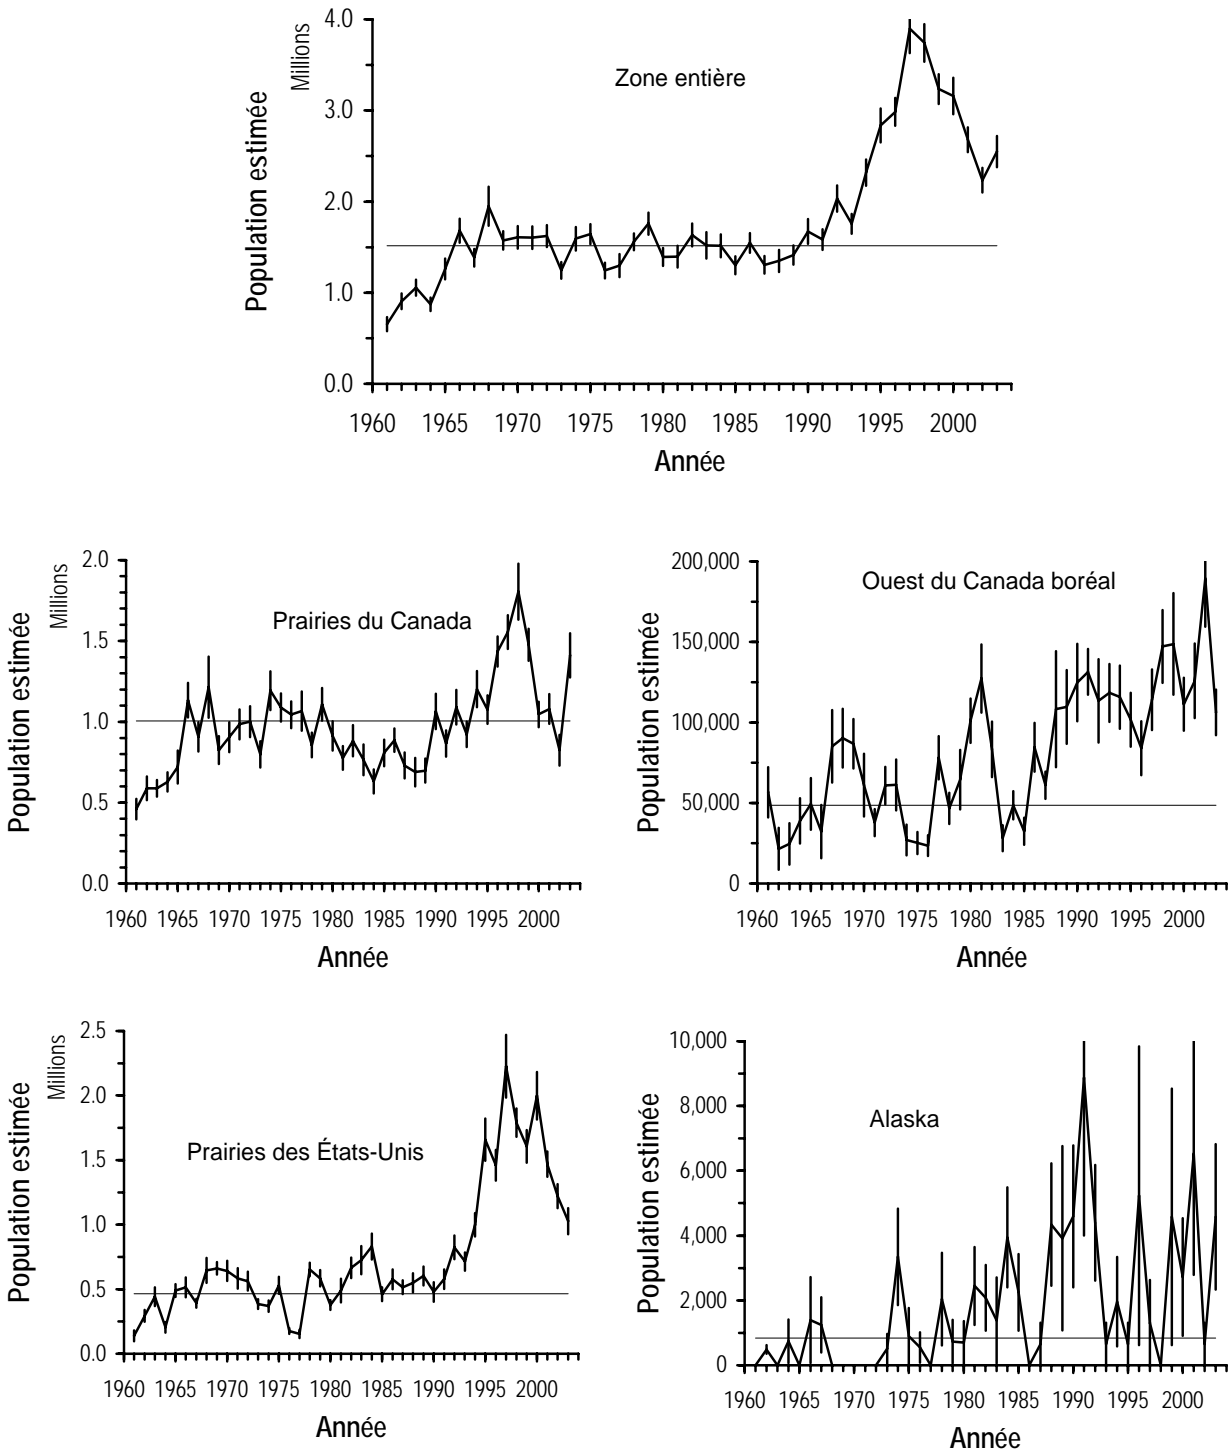 Zone entière
Millions
Population estimée
4.0
3.0
2.0
1.0
0.0
1960 1965 1970 1975 1980 1985 1990 1995 2000
Année
Prairies du Canada
Millions
Population estimée
2.0
1.5
1.0
0.5
0.0
1960 1965 1970 1975 1980 1985 1990 1995 2000
Année
Ouest du Canada boréal
Population estimée
200,000
150,000
100,000
50,000
0
1960 1965 1970 1975 1980 1985 1990 1995 2000
Année
Prairies des États-Unis
Millions
Population estimée
2.5
2.0
1.5
1.0
0.5
0.0
1960 1965 1970 1975 1980 1985 1990 1995 2000
Année
Alaska
Population estimée
10,000
8,000
6,000
4,000
2,000
0
1960 1965 1970 1975 1980 1985 1990 1995 2000
Année